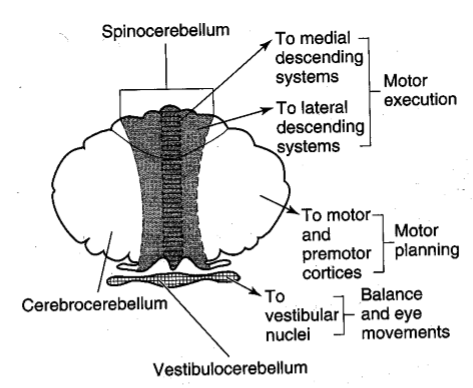 Spinocerebellum
To medial
descending
systems
To lateral
descending
systems
Motor
execution
To motor
and
premotor
cortices
Motor
planning
Cerebrocerebellum
To
vestibular
nuclei
Balance
and eye
movements
Vestibulocerebellum